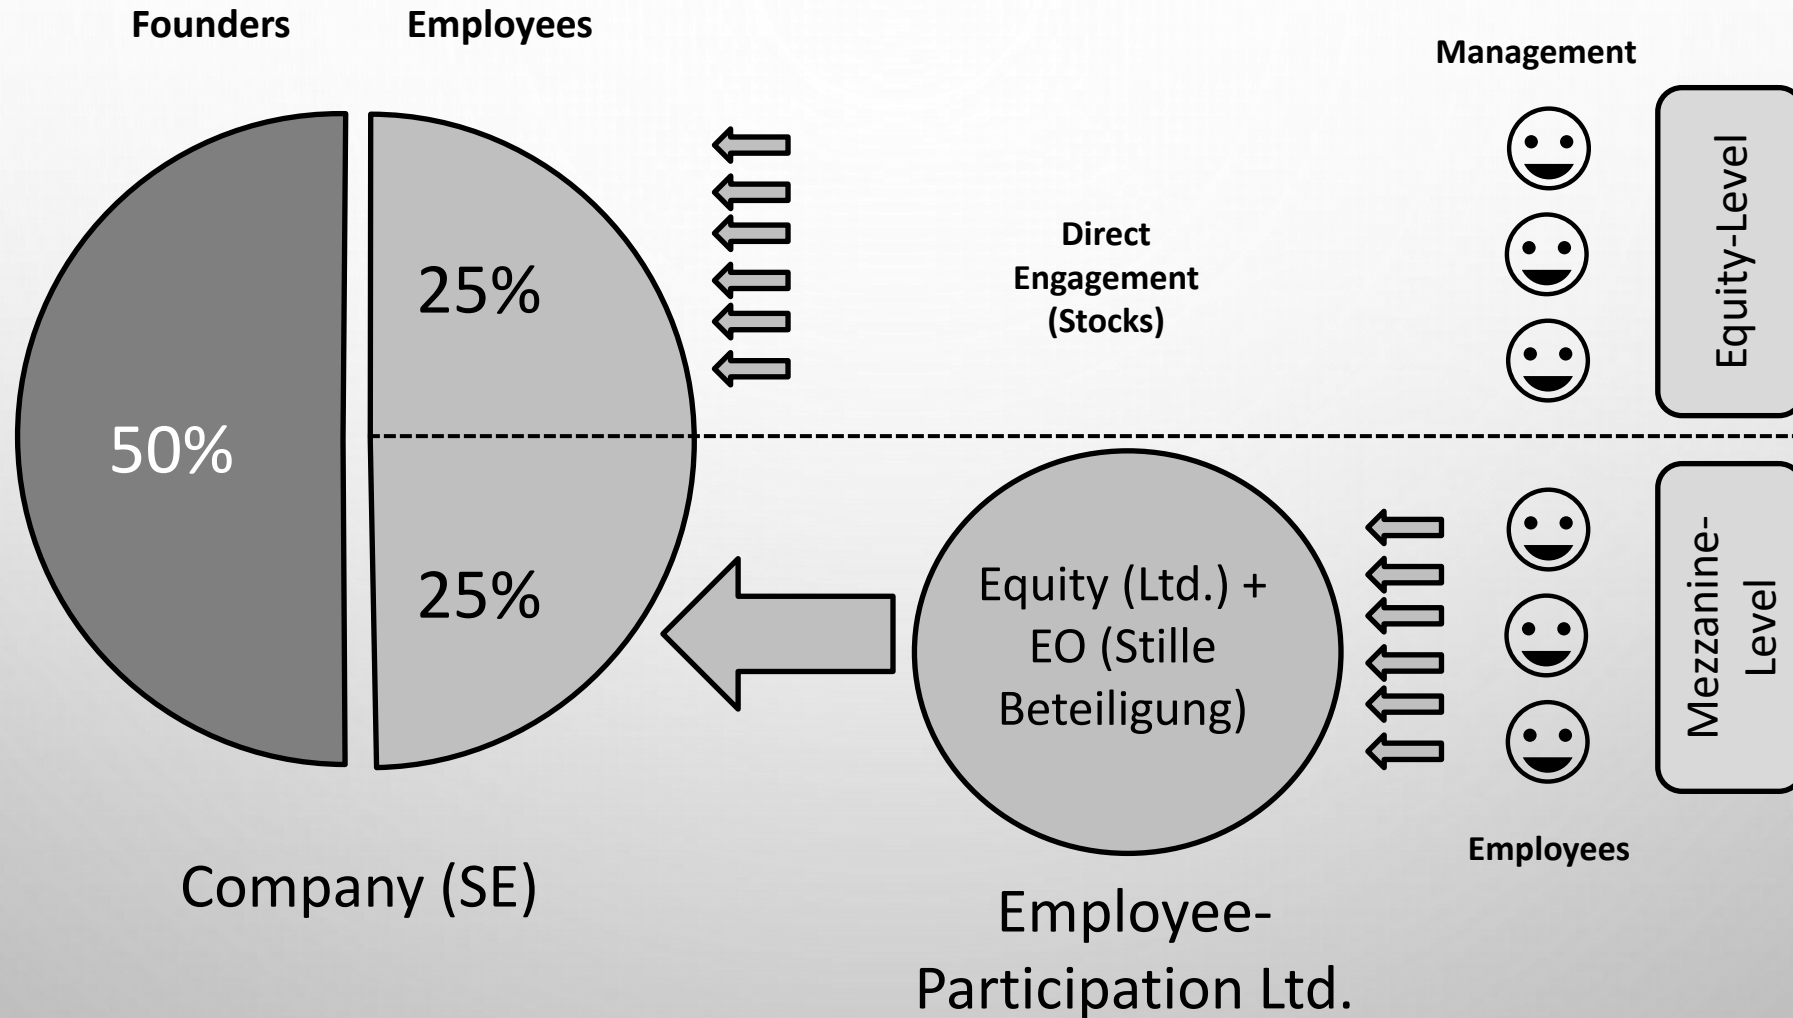 Founders
Employees
Management
50%
25%
25%
Direct
Engagement
(Stocks)
Equity-Level
Equity (Ltd.) +
EO (Stille
Beteiligung)
Mezzanine-
Level
Employees
Company (SE)
Employee-
Participation Ltd.